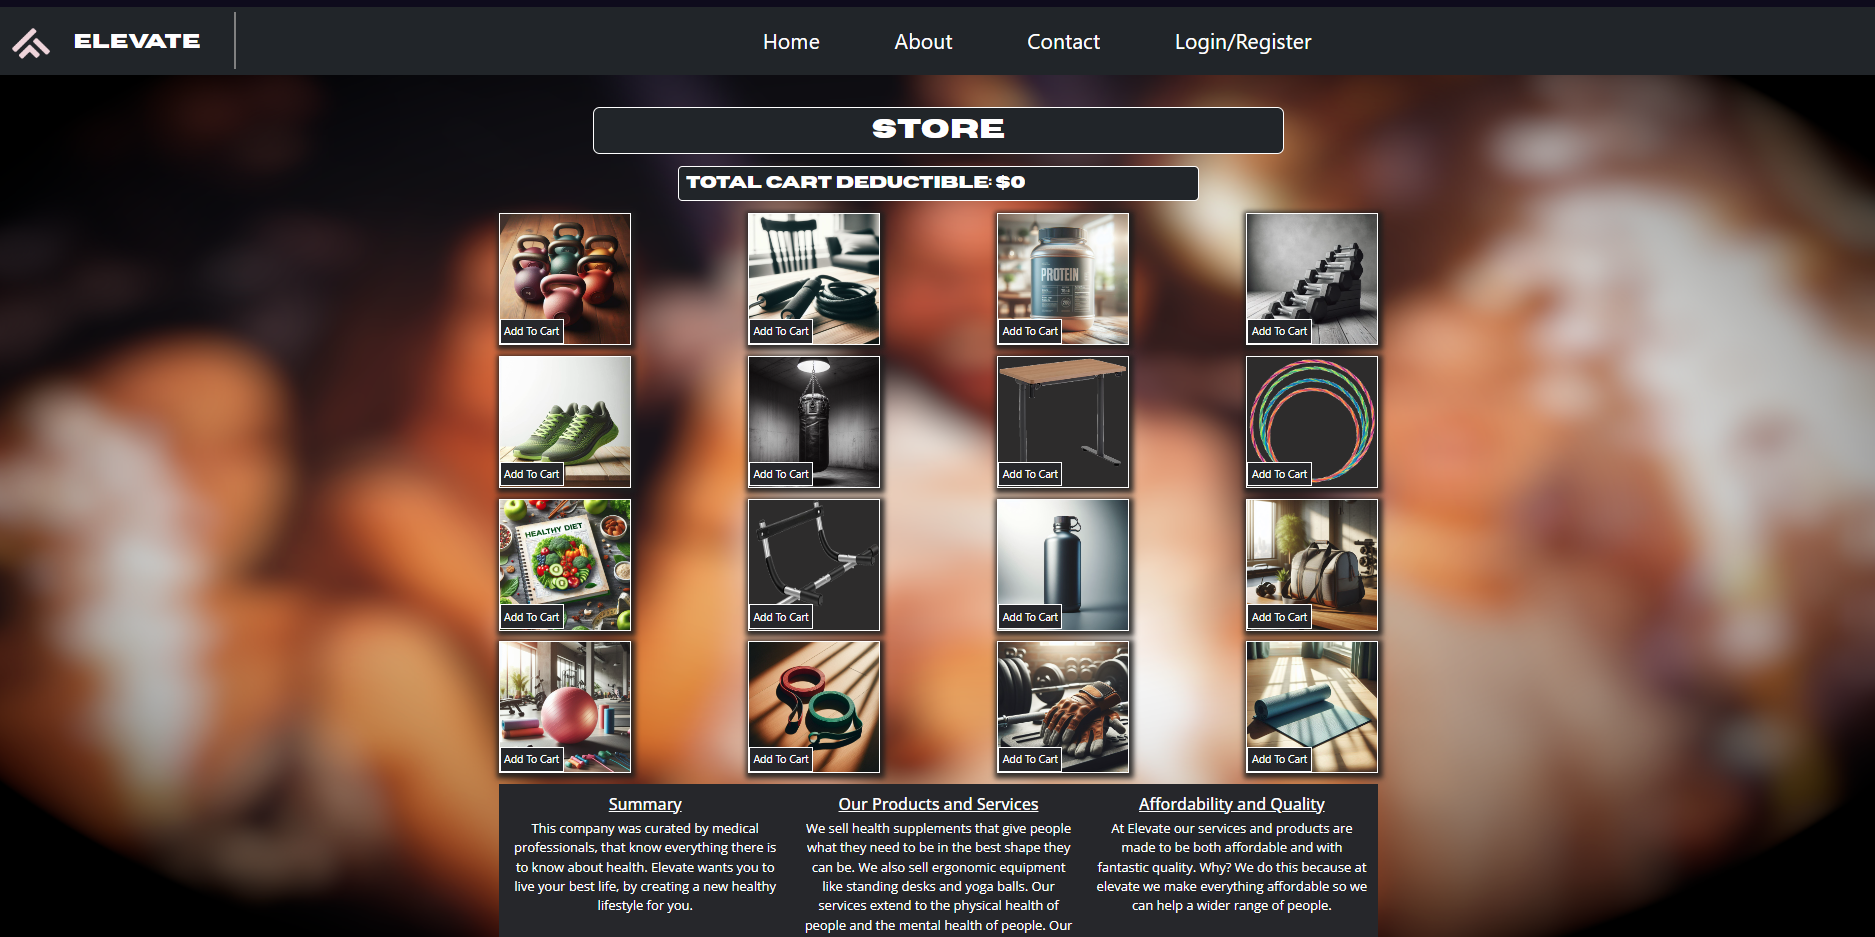 ELEVATE
Home
About
Contact
Login/Register
STORE
TOTAL CART DEDUCTIBLE: $0
PROTEIN
Add To Cart
Add To Cart
Add To Cart
Add To Cart
Add To Cart
Add To Cart
Add To Cart
Add To Cart
HEALTHY DIET
Add To Cart
Add To Cart
Add To Cart
Add To Cart
Add To Cart
Add To Cart
Add To Cart
Add To Cart
Summary
This company was curated by medical
professionals, that know everything there is
to know about health. Elevate wants you to
live your best life, by creating a new healthy
lifestyle for you.
Our Products and Services
We sell health supplements that give people
what they need to be in the best shape they
can be. We also sell ergonomic equipment
like standing desks and yoga balls. Our
services extend to the physical health of
people and the mental health of people. Our
Affordability and Quality
At Elevate our services and products are
made to be both affordable and with
fantastic quality. Why? We do this because at
elevate we make everything affordable so we
can help a wider range of people.